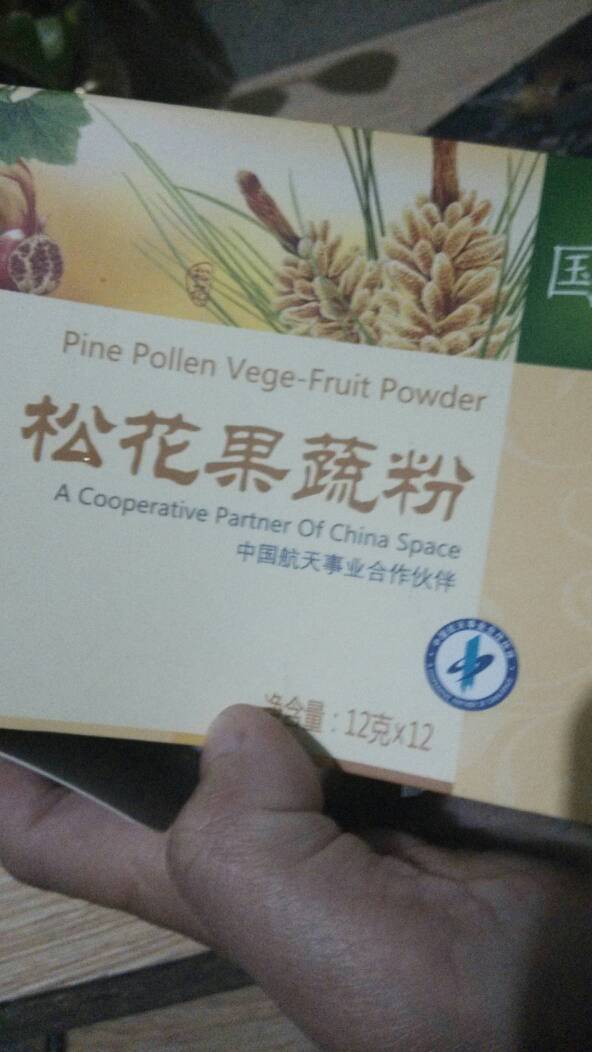 国
Pine Pollen Vege-Fruit Powder
松花果蔬粉
A Cooperative Partner Of China Space
中国航天事业合作伙伴
净含量：12克x12